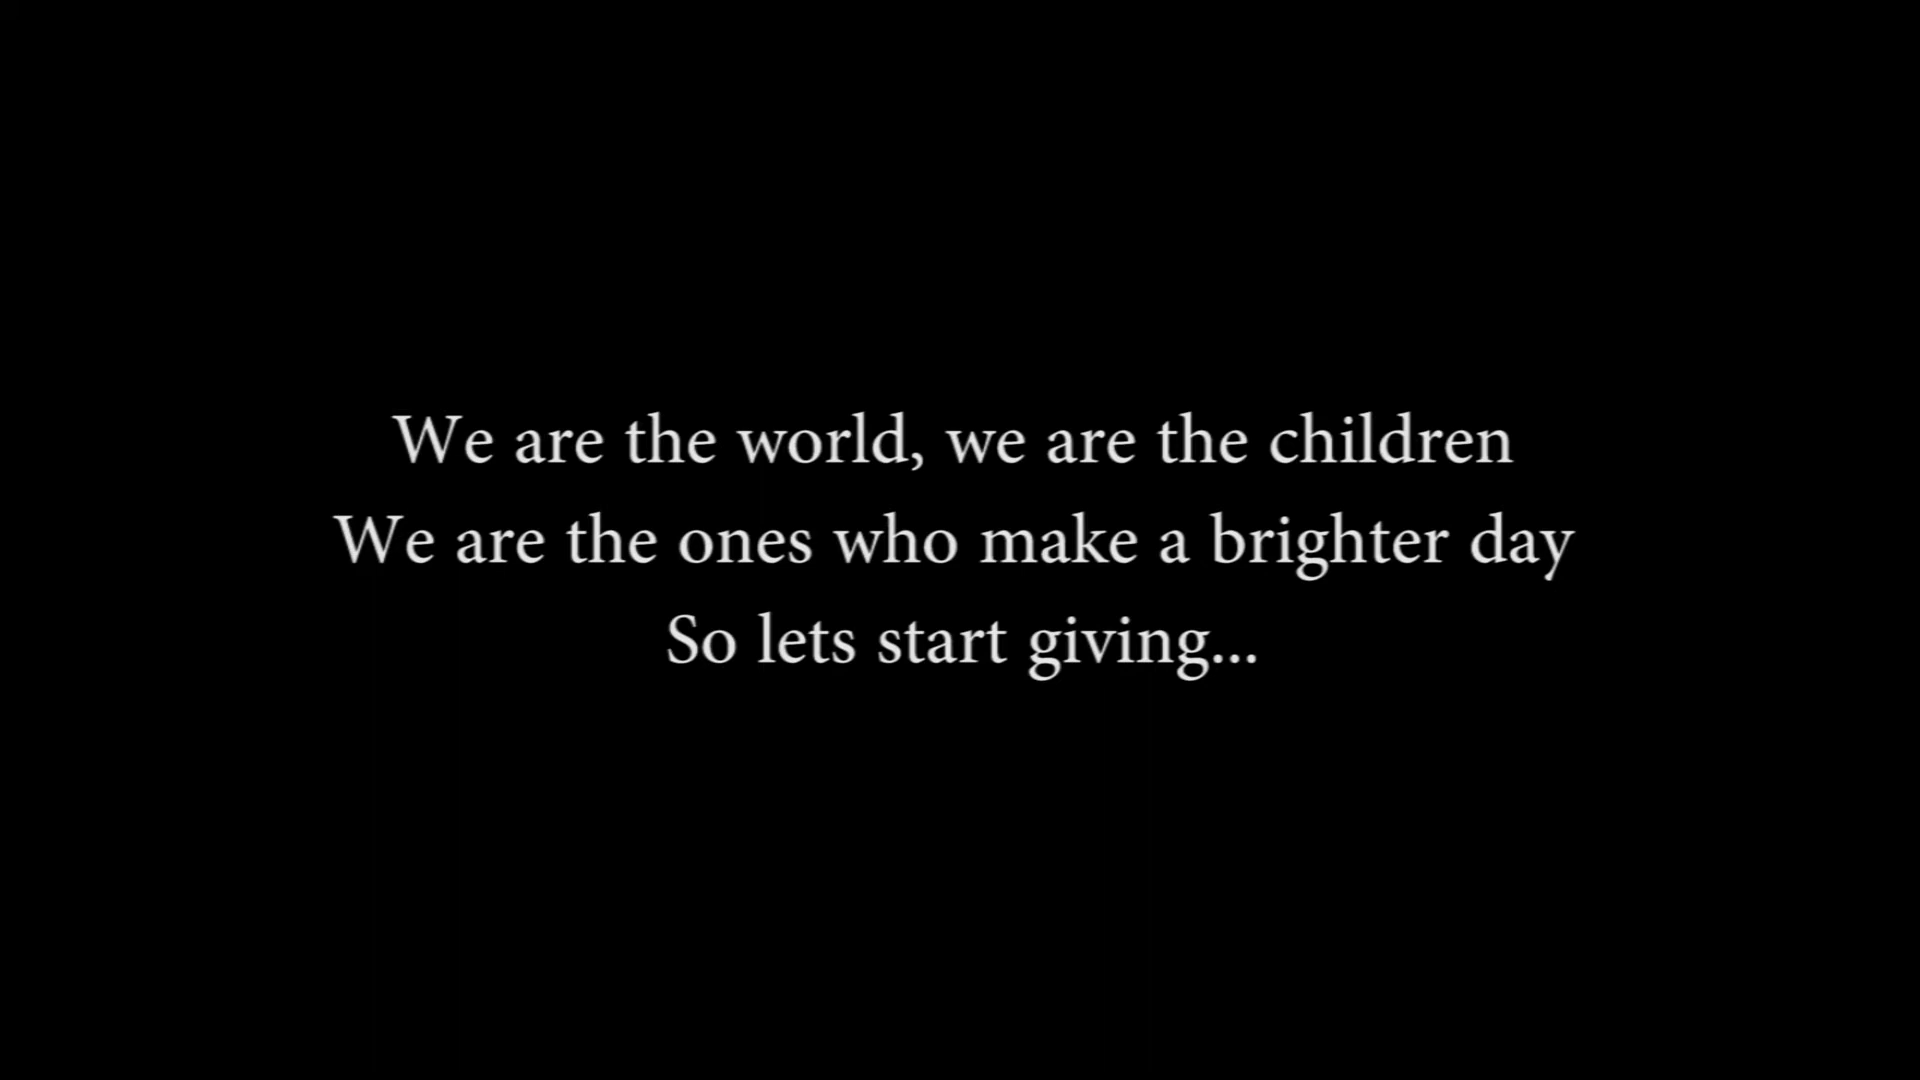 We are the world, we are the children
We are the ones who make a brighter day
So lets start giving...